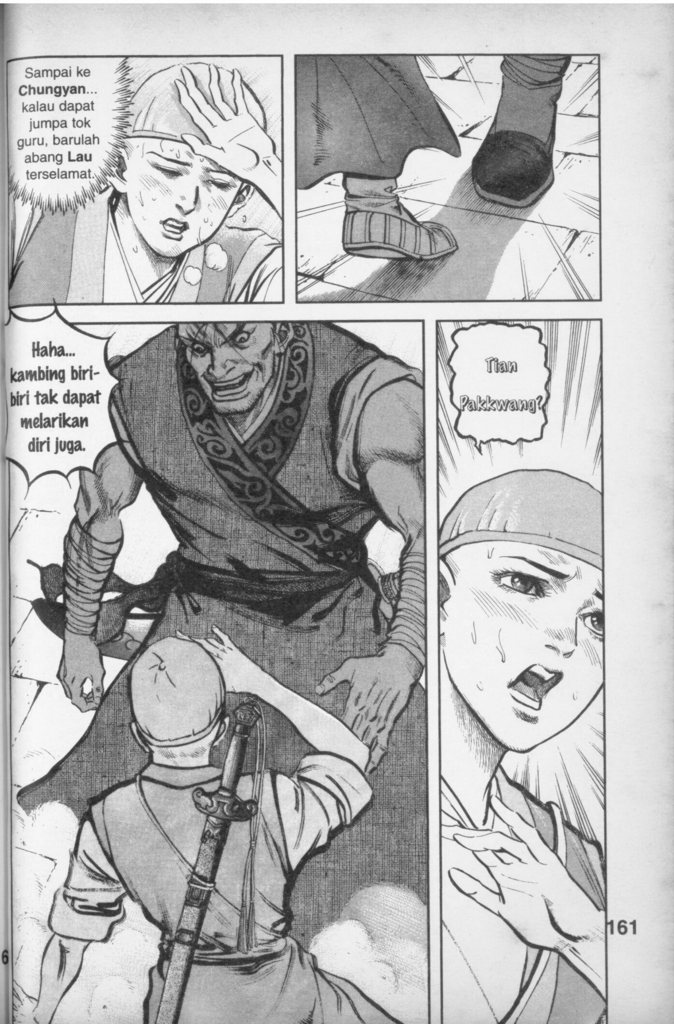 Sampai ke
Chungyan...
kalau dapat
jumpa tok
guru, barulah
abang Lau
terselamat.
Haha...
kambing biri-
biri tak dapat
melarikan
diri juga.
Tian
Pakkwang?
161
6